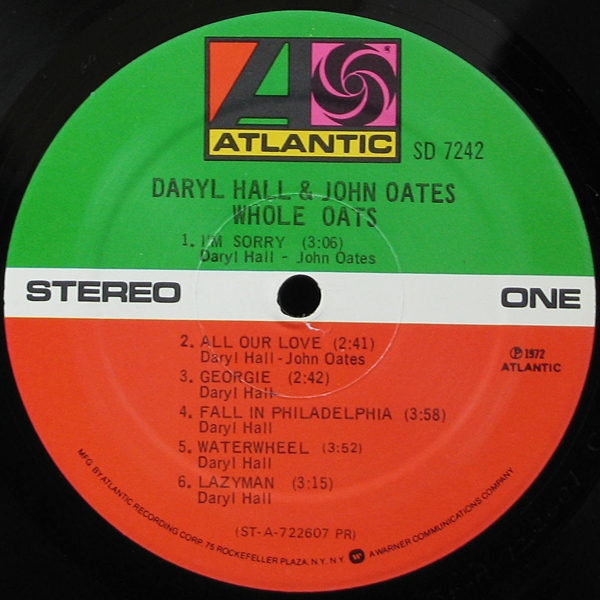 ATLANTIC
SD 7242
DARYL HALL & JOHN OATES
WHOLE OATS
1. I'M SORRY (3:06)
Daryl Hall - John Oates
STEREO
ONE
2. ALL OUR LOVE (2:41)
Daryl Hall-John Oates
℗ 1972
ATLANTIC
3. GEORGIE (2:42)
Daryl Hall
4. FALL IN PHILADELPHIA (3:58)
Daryl Hall
5. WATERWHEEL (3:52)
Daryl Hall
6. LAZYMAN (3:15)
Daryl Hall
(ST-A-722607 PR)
MFG. BY ATLANTIC RECORDING CORP. 75 ROCKEFELLER PLAZA, N.Y., N.Y. A WARNER COMMUNICATIONS COMPANY